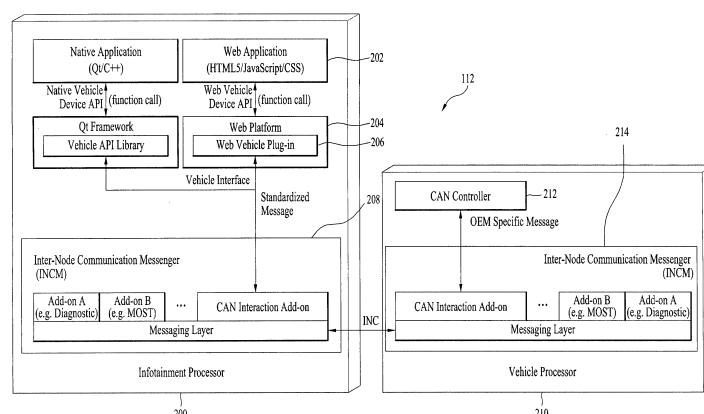 Native Application
(Qt/C++)
Web Application
(HTML5/JavaScript/CSS)
202
Native Vehicle
Device API
(function call)
Web Vehicle
Device API
(function call)
112
Qt Framework
Vehicle API Library
Web Platform
Web Vehicle Plug-in
204
206
214
Vehicle Interface
Standardized
Message
208
CAN Controller
212
OEM Specific Message
Inter-Node Communication Messenger
(INCM)
Add-on A
(e.g. Diagnostic)
Add-on B
(e.g. MOST)
...
CAN Interaction Add-on
Messaging Layer
INC
Inter-Node Communication Messenger
(INCM)
CAN Interaction Add-on
...
Add-on B
(e.g. MOST)
Add-on A
(e.g. Diagnostic)
Messaging Layer
Infotainment Processor
Vehicle Processor
200
210